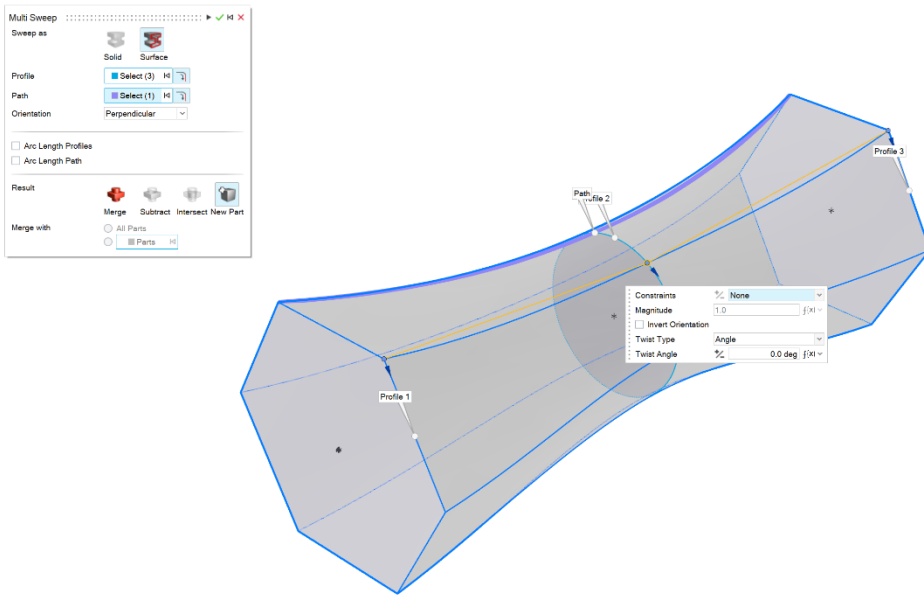 Multi Sweep
Sweep as
Solid Surface
Profile Select (3)
Path Select (1)
Orientation Perpendicular
Arc Length Profiles
Arc Length Path
Result
Merge Subtract Intersect New Part
Merge with All Parts
Parts
Profile 3
Path
ofile 2
Constraints None
Magnitude 1.0 f(x)
Invert Orientation
Twist Type Angle
Twist Angle 0.0 deg f(x)
Profile 1